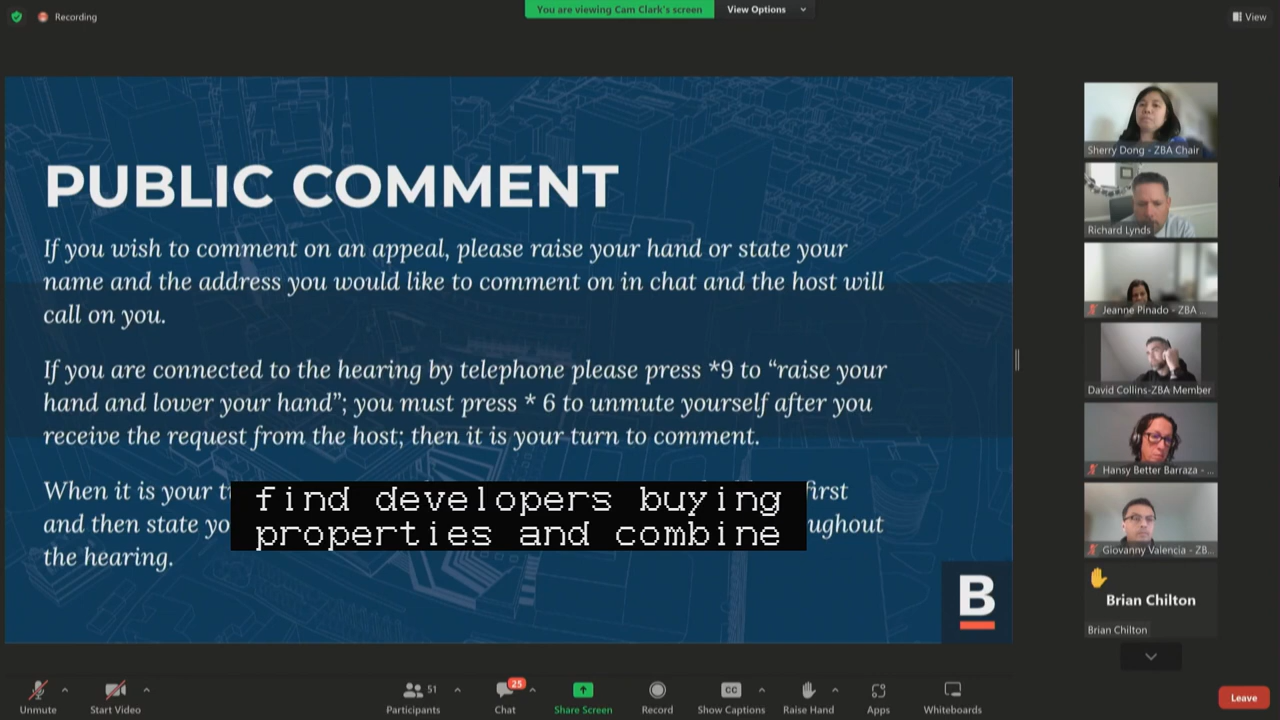 Recording
You are viewing Cam Clark's screen
View Options
View
PUBLIC COMMENT
If you wish to comment on an appeal, please raise your hand or state your
name and the address you would like to comment on in chat and the host will
call on you.
If you are connected to the hearing by telephone please press *9 to “raise your
hand and lower your hand”; you must press * 6 to unmute yourself after you
receive the request from the host; then it is your turn to comment.
When it is your first
and then state
the hearing.
find developers buying
properties and combine
B
Sherry Dong - ZBA Chair
Richard Lynds
Jeanne Pinado - ZBA ...
David Collins-ZBA Member
Hansy Better Barraza - ...
Giovanny Valencia - ZB...
Brian Chilton
Brian Chilton
Unmute
Start Video
51
Participants
25
Chat
Share Screen
Record
CC
Show Captions
Raise Hand
Apps
Whiteboards
Leave